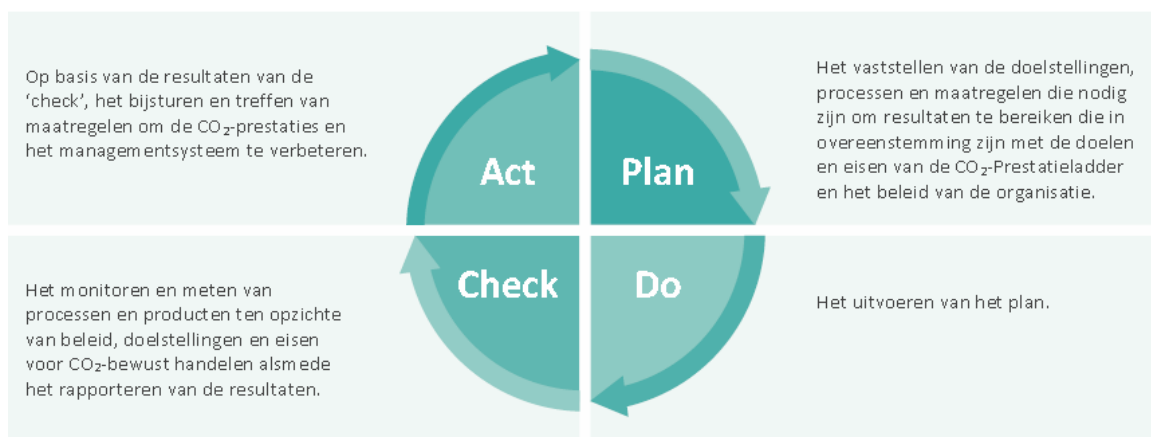 Op basis van de resultaten van de
‘check’, het bijsturen en treffen van
maatregelen om de CO₂-prestaties en
het managementsysteem te verbeteren.
Act
Plan
Het vaststellen van de doelstellingen,
processen en maatregelen die nodig
zijn om resultaten te bereiken die in
overeenstemming zijn met de doelen
en eisen van de CO₂-Prestatieladder
en het beleid van de organisatie.
Het monitoren en meten van
processen en producten ten opzichte
van beleid, doelstellingen en eisen
voor CO₂-bewust handelen alsmede
het rapporteren van de resultaten.
Check
Do
Het uitvoeren van het plan.